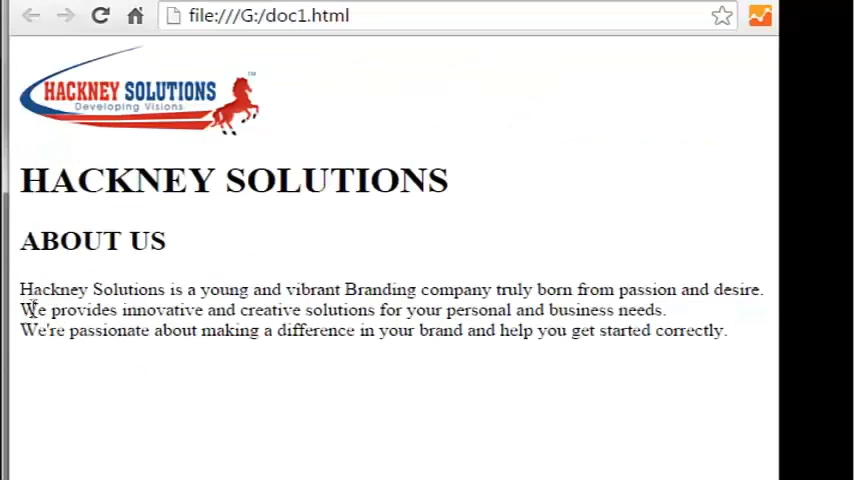 file:///G:/doc1.html
HACKNEY SOLUTIONS™
Developing Visions
HACKNEY SOLUTIONS
ABOUT US
Hackney Solutions is a young and vibrant Branding company truly born from passion and desire.
We provides innovative and creative solutions for your personal and business needs.
We're passionate about making a difference in your brand and help you get started correctly.